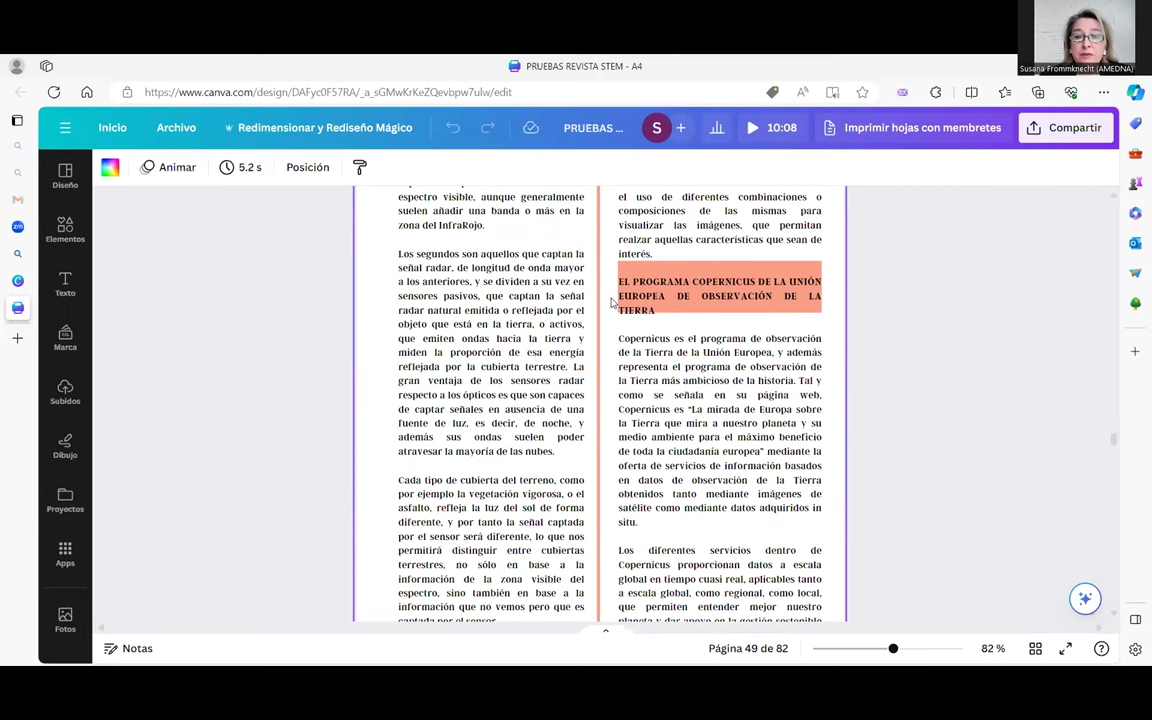 Susana Frommknecht (AMEDNA)
PRUEBAS REVISTA STEM - A4
https://www.canva.com/design/DAFyc0F57RA/_a_sGMwKrKeZQevbpw7ulw/edit
Inicio
Archivo
Redimensionar y Rediseño Mágico
PRUEBAS ...
S
10:08
Imprimir hojas con membretes
Compartir
Animar
5.2 s
Posición
Diseño
Elementos
Texto
Marca
Subidos
Dibujo
Proyectos
Apps
Fotos
espectro visible, aunque generalmente
suelen añadir una banda o más en la
zona del InfraRojo.
Los segundos son aquellos que captan la
señal radar, de longitud de onda mayor
a los anteriores, y se dividen a su vez en
sensores pasivos, que captan la señal
radar natural emitida o reflejada por el
objeto que está en la tierra, o activos,
que emiten ondas hacia la tierra y
miden la proporción de esa energía
reflejada por la cubierta terrestre. La
gran ventaja de los sensores radar
respecto a los ópticos es que son capaces
de captar señales en ausencia de una
fuente de luz, es decir, de noche, y
además sus ondas suelen poder
atravesar la mayoría de las nubes.
Cada tipo de cubierta del terreno, como
por ejemplo la vegetación vigorosa, o el
asfalto, refleja la luz del sol de forma
diferente, y por tanto la señal captada
por el sensor será diferente, lo que nos
permitirá distinguir entre cubiertas
terrestres, no sólo en base a la
información de la zona visible del
espectro, sino también en base a la
información que no vemos pero que es
captada por el sensor.
el uso de diferentes combinaciones o
composiciones de las mismas para
visualizar las imágenes, que permitan
realzar aquellas características que sean de
interés.
EL PROGRAMA COPERNICUS DE LA UNIÓN
EUROPEA DE OBSERVACIÓN DE LA
TIERRA
Copernicus es el programa de observación
de la Tierra de la Unión Europea, y además
representa el programa de observación de
la Tierra más ambicioso de la historia. Tal y
como se señala en su página web,
Copernicus es “La mirada de Europa sobre
la Tierra que mira a nuestro planeta y su
medio ambiente para el máximo beneficio
de toda la ciudadanía europea” mediante la
oferta de servicios de información basados
en datos de observación de la Tierra
obtenidos tanto mediante imágenes de
satélite como mediante datos adquiridos in
situ.
Los diferentes servicios dentro de
Copernicus proporcionan datos a escala
global en tiempo cuasi real, aplicables tanto
a escala global, como regional, como local,
que permiten entender mejor nuestro
planeta y dar apoyo en la gestión sostenible
Notas
Página 49 de 82
82 %